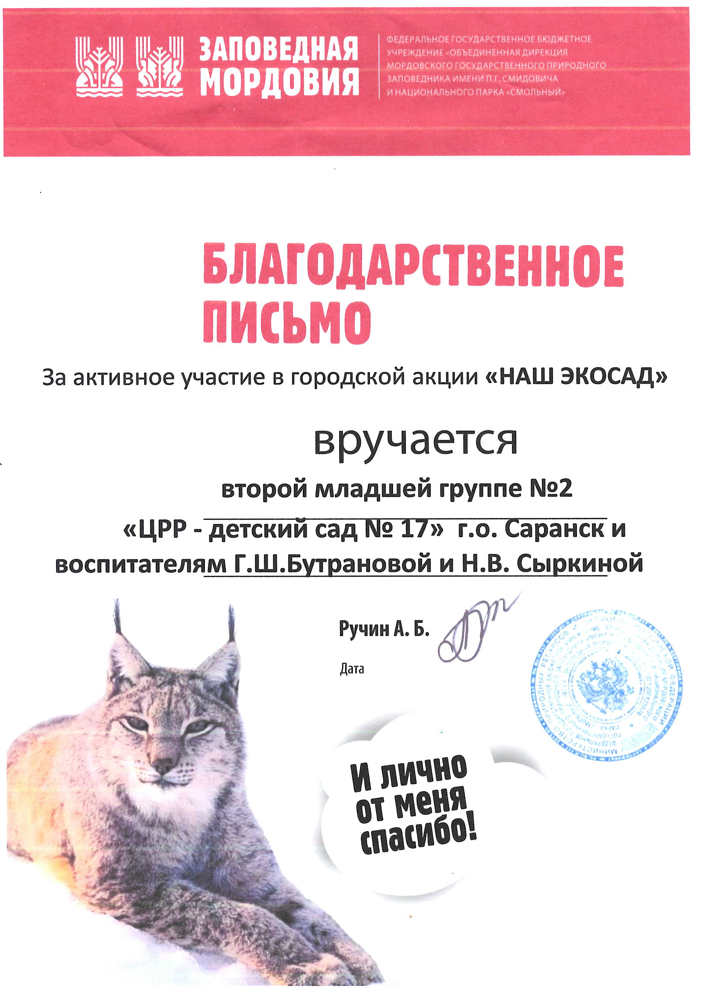 ЗАПОВЕДНАЯ
МОРДОВИЯ
ФЕДЕРАЛЬНОЕ ГОСУДАРСТВЕННОЕ БЮДЖЕТНОЕ
УЧРЕЖДЕНИЕ «ОБЪЕДИНЕННАЯ ДИРЕКЦИЯ
МОРДОВСКОГО ГОСУДАРСТВЕННОГО ПРИРОДНОГО
ЗАПОВЕДНИКА ИМЕНИ П.Г. СМИДОВИЧА
И НАЦИОНАЛЬНОГО ПАРКА «СМОЛЬНЫЙ»
БЛАГОДАРСТВЕННОЕ
ПИСЬМО
За активное участие в городской акции «НАШ ЭКОСАД»
вручается
второй младшей группе №2
«ЦРР - детский сад № 17» г.о. Саранск и
воспитателям Г.Ш.Бутрановой и Н.В. Сыркиной
Ручин А. Б.
Дата
И лично
от меня
спасибо!